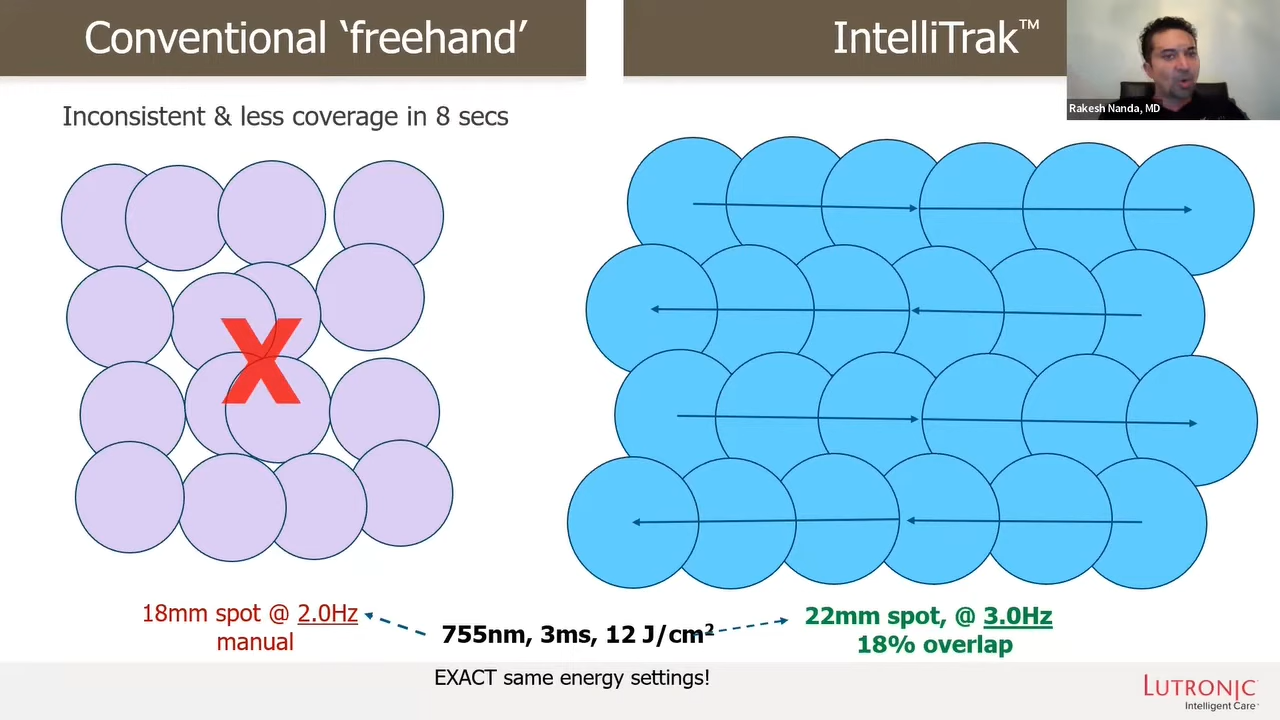 Conventional ‘freehand’
IntelliTrak™
Rakesh Nanda, MD
Inconsistent & less coverage in 8 secs
X
18mm spot @ 2.0Hz
manual
755nm, 3ms, 12 J/cm²
22mm spot, @ 3.0Hz
18% overlap
EXACT same energy settings!
LUTRONIC
Intelligent Care™